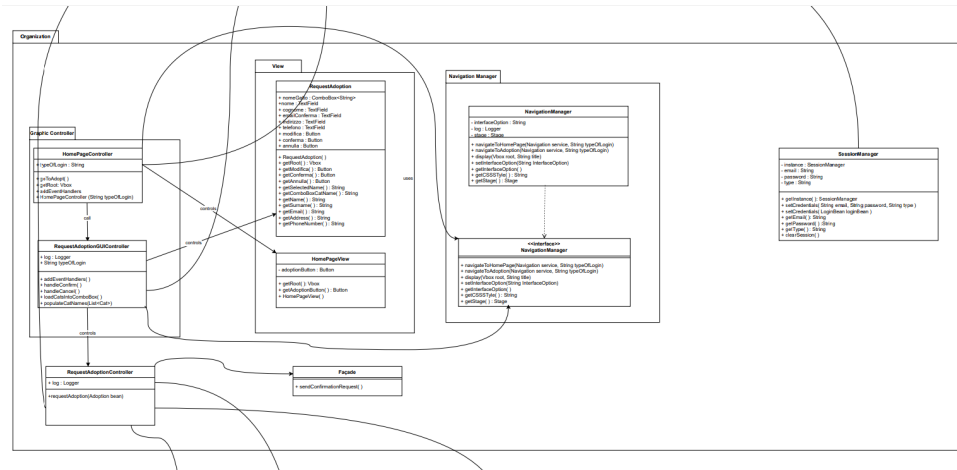 Organization
Graphic Controller
HomePageController
+ typeOfLogin : String
+ goToAdopt( )
+ getRoot: Vbox
+ addEventHandlers
+ HomePageController (String typeOfLogin)
call
RequestAdoptionGUIController
+ log : Logger
+ String typeOfLogin
+ addEventHandlers( )
+ handleConfirm( )
+ handleCancel( )
+ loadCatsIntoComboBox( )
+ populateCatNames(List<Cat>)
controls
controls
controls
RequestAdoptionController
+ log : Logger
+requestAdoption(Adoption bean)
View
RequestAdoption
+ nomeGatto : ComboBox<String>
+nome : TextField
+ cognome : TextField
+ emailConferma : TextField
+ indirizzo : TextField
+ telefono : TextField
+ modifica : Button
+ conferma : Button
+ annulla : Button
+ RequestAdoption( )
+ getRoot( ) : Vbox
+ getModifica( ) : Button
+ getConferma( ) : Button
+ getAnnulla( ) : Button
+ getSelectedName( ) : String
+ getComboBoxCatName( ) : String
+ getName( ) : String
+ getSurname( ) : String
+ getEmail( ) : String
+ getAddress( ) : String
+ getPhoneNumber( ) : String
uses
HomePageView
- adoptionButton : Button
+ getRoot( ): Vbox
+ getAdoptionButton( ) : Button
+ HomePageView( )
Façade
+ sendConfirmationRequest( )
Navigation Manager
NavigationManager
- interfaceOption : String
- log : Logger
- stage : Stage
+ navigateToHomePage(Navigation service, String typeOfLogin)
+ navigateToAdoption(Navigation service, String typeOfLogin)
+ display(Vbox root, String title)
+ setInterfaceOption(String InterfaceOption)
+ getInterfaceOption( )
+ getCSSSTyle( ) : String
+ getStage( ) : Stage
<<interface>>
NavigationManager
+ navigateToHomePage(Navigation service, String typeOfLogin)
+ navigateToAdoption(Navigation service, String typeOfLogin)
+ display(Vbox root, String title)
+ setInterfaceOption(String InterfaceOption)
+ getInterfaceOption( )
+ getCSSSTyle( ) : String
+ getStage( ) : Stage
SessionManager
- instance : SessionManager
- email : String
- password : String
- type : String
+ getInstance( ): SessionManager
+ setCredentials( String email, String password, String type )
+ setCredentials( LoginBean loginBean )
+ getEmail( ): String
+ getPassword( ) : String
+ getType( ) : String
+ clearSession( )